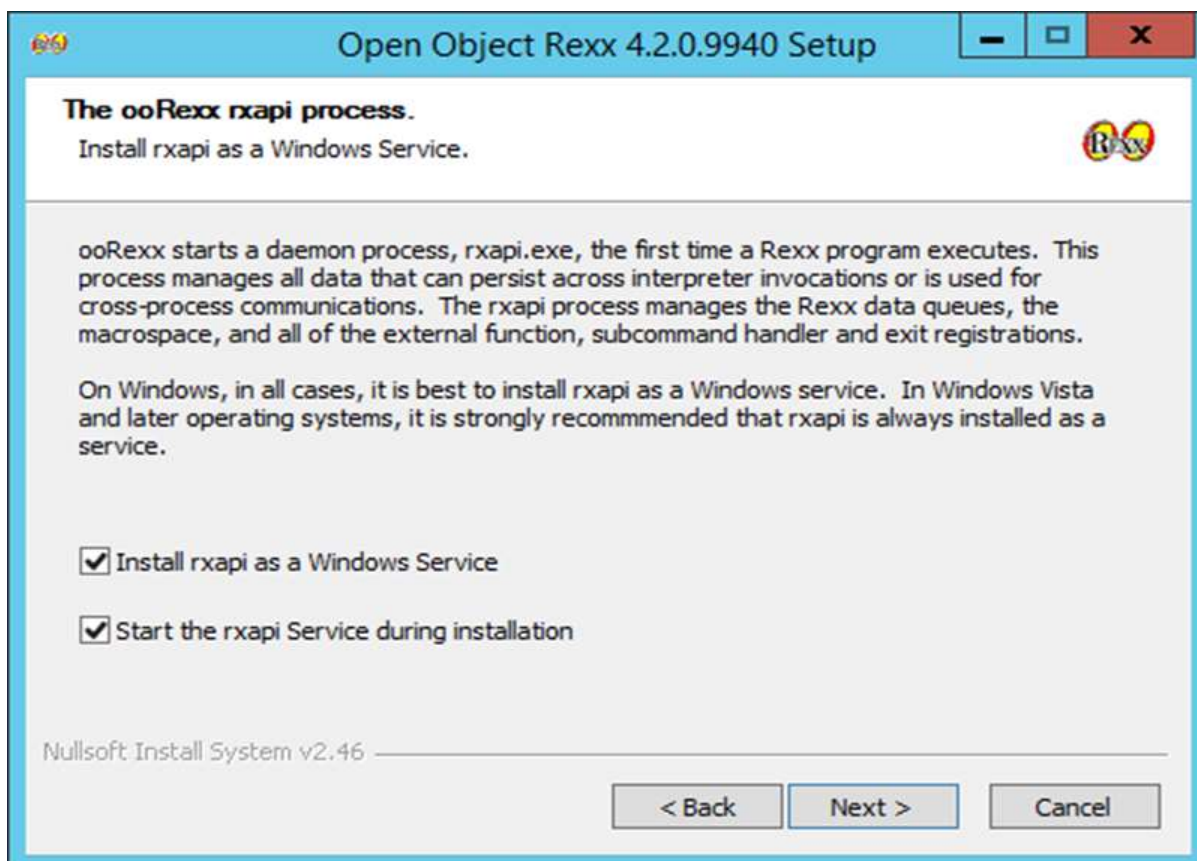 Open Object Rexx 4.2.0.9940 Setup
The ooRexx rxapi process.
Install rxapi as a Windows Service.
Rexx
ooRexx starts a daemon process, rxapi.exe, the first time a Rexx program executes.  This
process manages all data that can persist across interpreter invocations or is used for
cross-process communications.  The rxapi process manages the Rexx data queues, the
macrospace, and all of the external function, subcommand handler and exit registrations.
On Windows, in all cases, it is best to install rxapi as a Windows service.  In Windows Vista
and later operating systems, it is strongly recommmended that rxapi is always installed as a
service.
Install rxapi as a Windows Service
Start the rxapi Service during installation
Nullsoft Install System v2.46
< Back
Next >
Cancel